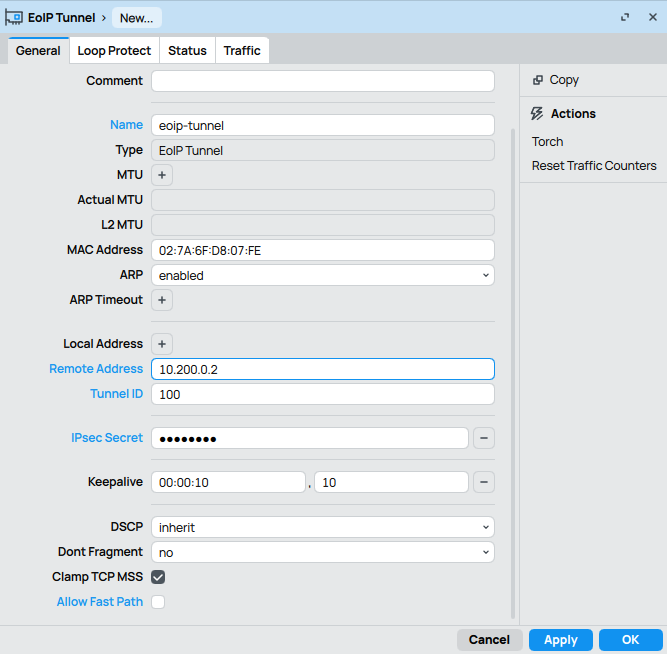 EoIP Tunnel › New...
General Loop Protect Status Traffic
Comment
Name eoip-tunnel
Type EoIP Tunnel
MTU +
Actual MTU
L2 MTU
MAC Address 02:7A:6F:D8:07:FE
ARP enabled
ARP Timeout +
Local Address +
Remote Address 10.200.0.2
Tunnel ID 100
IPsec Secret ●●●●●●●● −
Keepalive 00:00:10 , 10 −
DSCP inherit
Dont Fragment no
Clamp TCP MSS
Allow Fast Path
Copy
Actions
Torch
Reset Traffic Counters
Cancel Apply OK